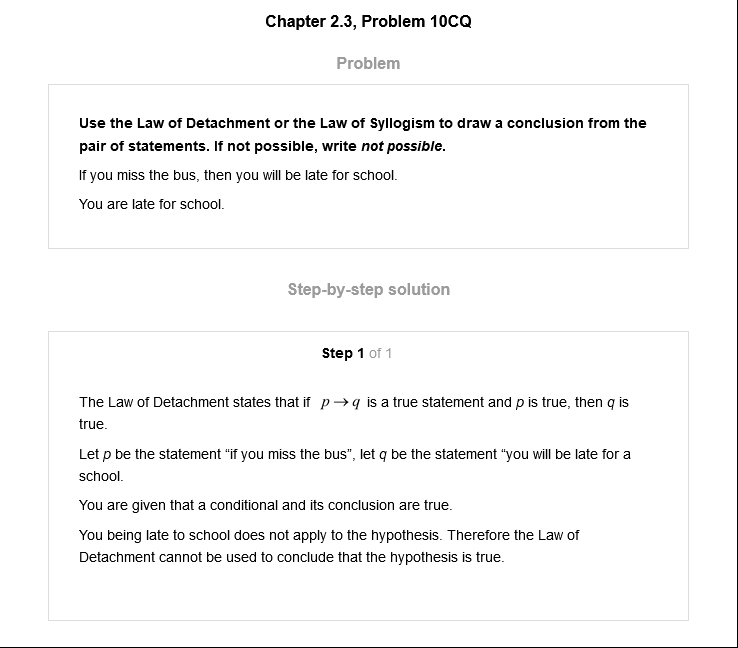 Chapter 2.3, Problem 10CQ
Problem
Use the Law of Detachment or the Law of Syllogism to draw a conclusion from the
pair of statements. If not possible, write not possible.
If you miss the bus, then you will be late for school.
You are late for school.
Step-by-step solution
Step 1 of 1
The Law of Detachment states that if p→q is a true statement and p is true, then q is
true.
Let p be the statement “if you miss the bus”, let q be the statement “you will be late for a
school.
You are given that a conditional and its conclusion are true.
You being late to school does not apply to the hypothesis. Therefore the Law of
Detachment cannot be used to conclude that the hypothesis is true.